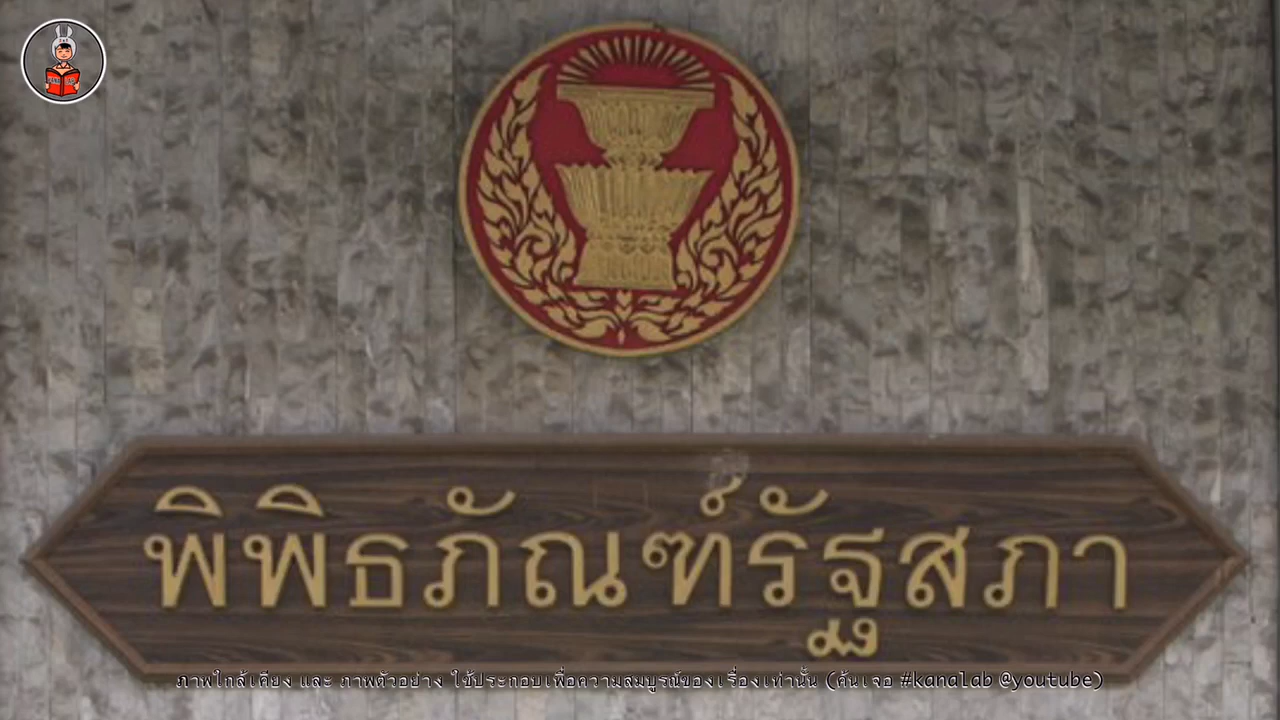 พิพิธภัณฑ์รัฐสภา
ภาพใกล้เคียง และ ภาพตัวอย่าง ใช้ประกอบเพื่อความสมบูรณ์ของเรื่องเท่านั้น (ค้นเจอ #kanalab @youtube)